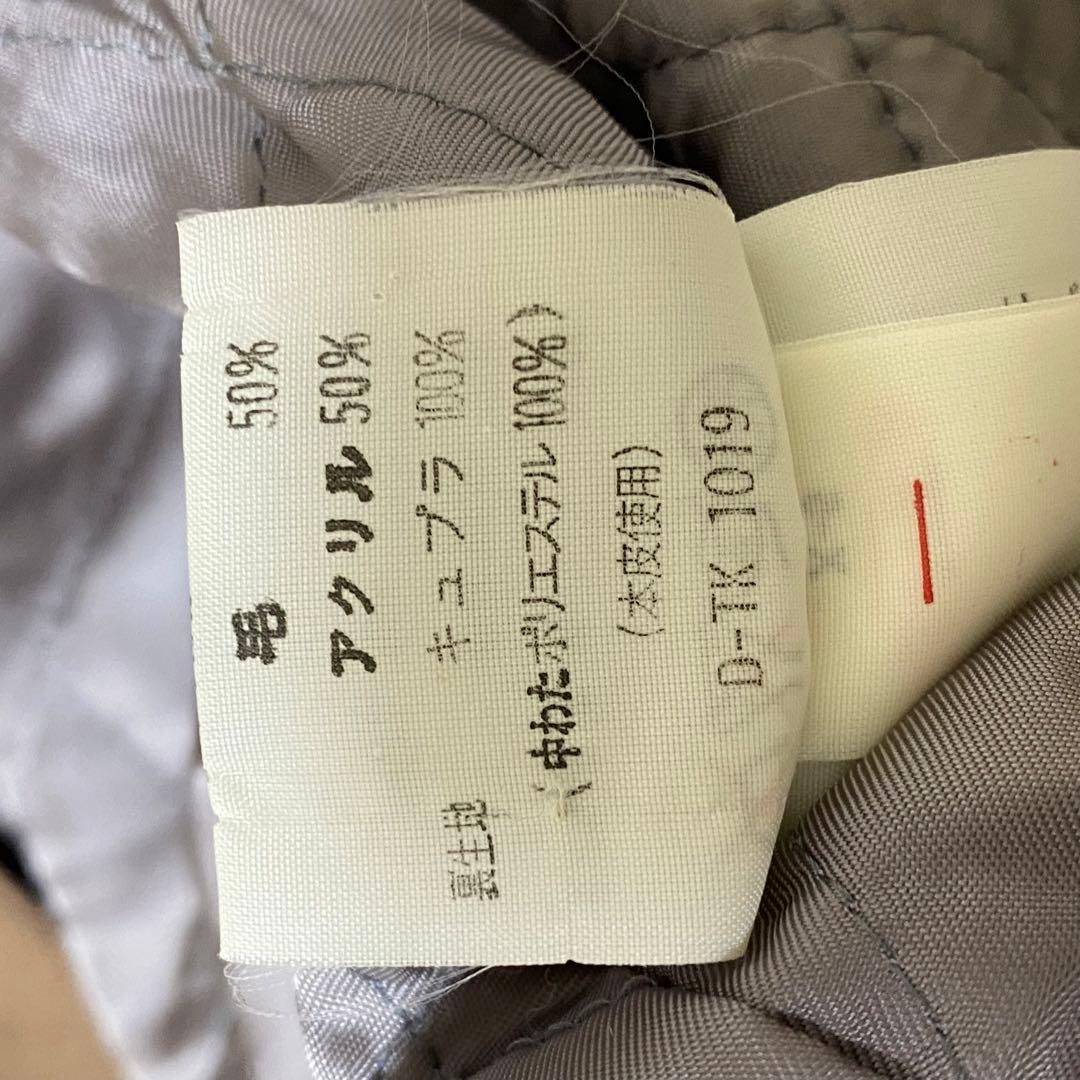 毛 50%
アクリル 50%
裏生地 キュプラ 100%
(中わたポリエステル100%)
(本皮使用)
D-TK 1019